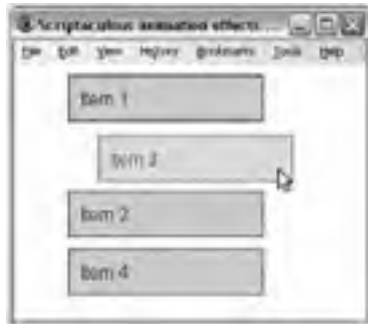 Scriptaculous animation effects ...
File Edit View History Bookmarks Tools Help
Item 1
Item 3
Item 2
Item 4